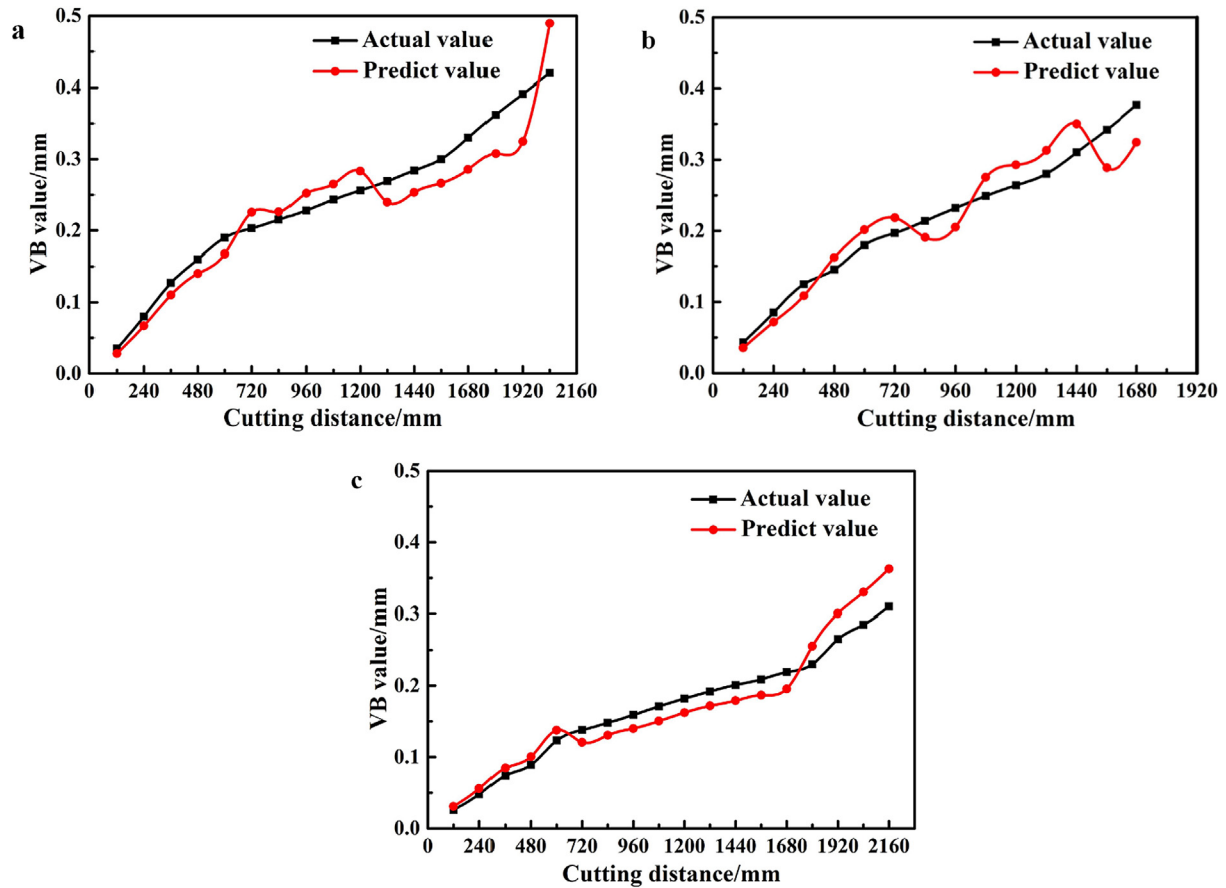 a
Actual value
Predict value
VB value/mm
0.5
0.4
0.3
0.2
0.1
0.0
0 240 480 720 960 1200 1440 1680 1920 2160
Cutting distance/mm
b
Actual value
Predict value
VB value/mm
0.5
0.4
0.3
0.2
0.1
0.0
0 240 480 720 960 1200 1440 1680 1920
Cutting distance/mm
c
Actual value
Predict value
VB value/mm
0.5
0.4
0.3
0.2
0.1
0.0
0 240 480 720 960 1200 1440 1680 1920 2160
Cutting distance/mm